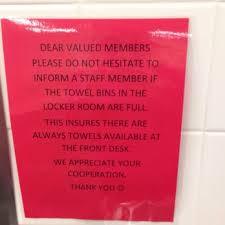 DEAR VALUED MEMBERS
PLEASE DO NOT HESITATE TO
INFORM A STAFF MEMBER IF
THE TOWEL BINS IN THE
LOCKER ROOM ARE FULL.
THIS INSURES THERE ARE
ALWAYS TOWELS AVAILABLE AT
THE FRONT DESK.
WE APPRECIATE YOUR
COOPERATION.
THANK YOU ☺